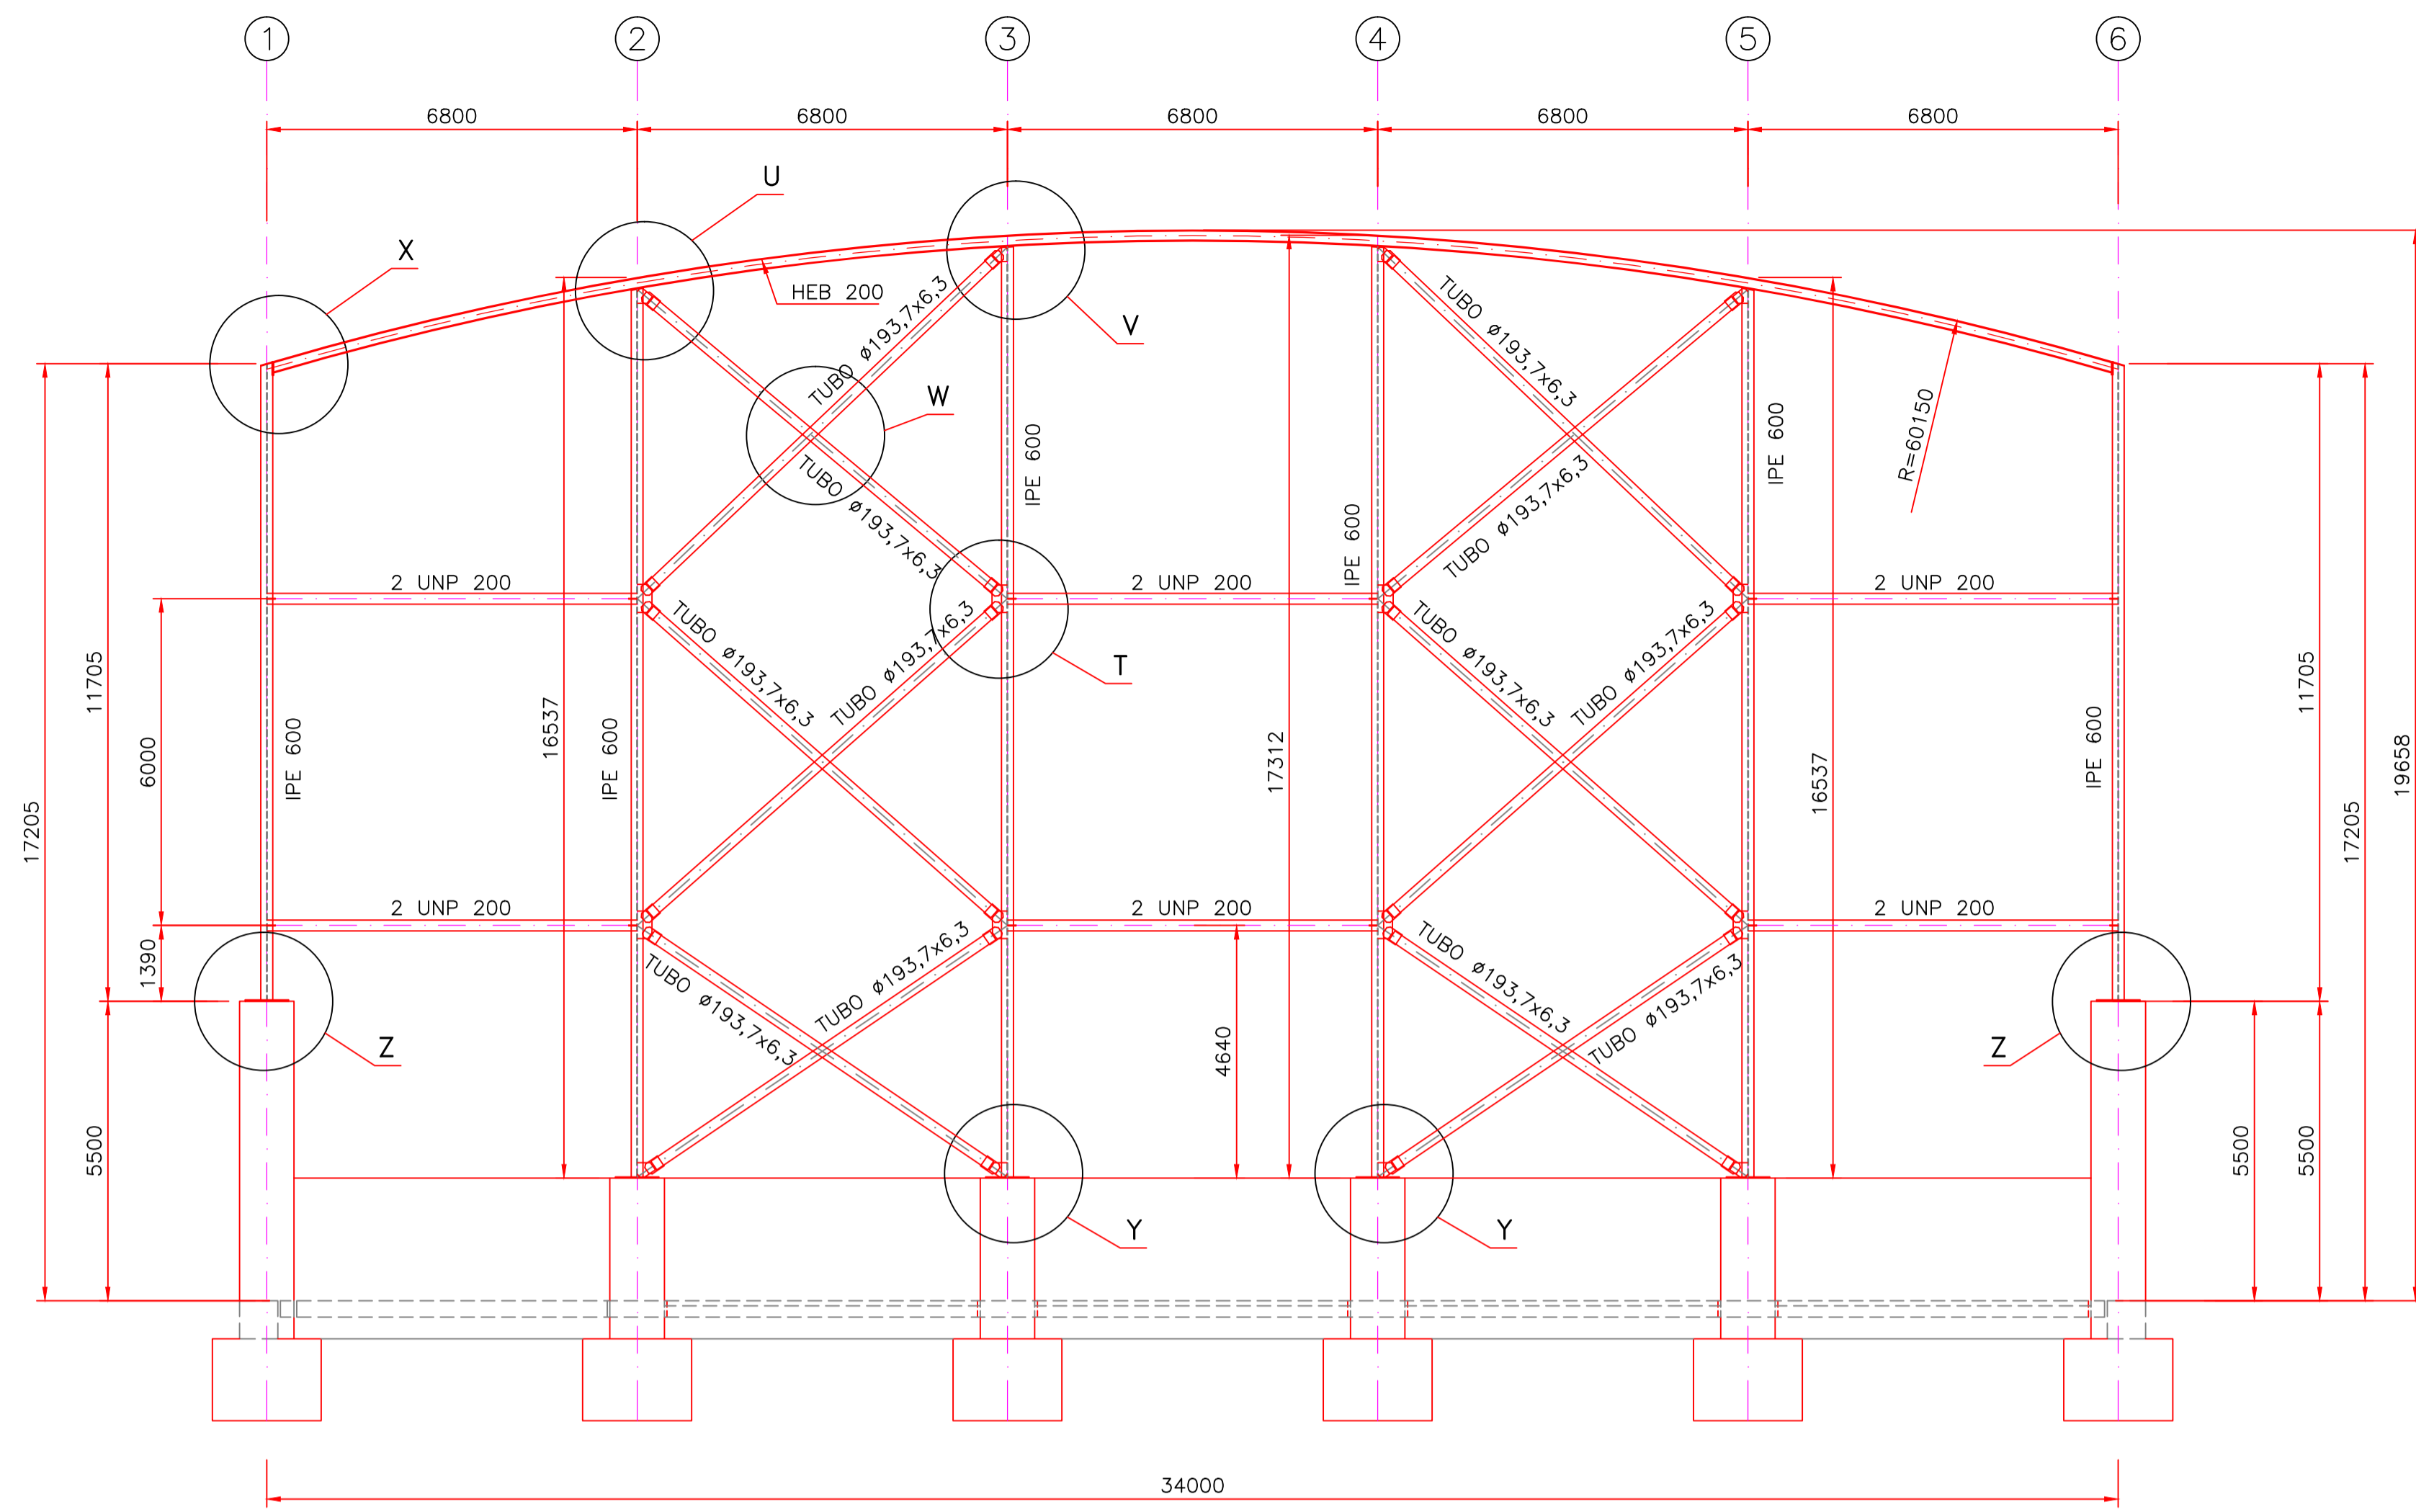 1
2
3
4
5
6
6800
6800
6800
6800
6800
U
X
V
W
HEB 200
TUBO ø193,7x6,3
TUBO ø193,7x6,3
TUBO ø193,7x6,3
TUBO ø193,7x6,3
IPE 600
IPE 600
IPE 600
R=60150
2 UNP 200
2 UNP 200
2 UNP 200
T
TUBO ø193,7x6,3
TUBO ø193,7x6,3
TUBO ø193,7x6,3
TUBO ø193,7x6,3
17205
11705
6000
1390
5500
IPE 600
16537
IPE 600
17312
16537
IPE 600
11705
17205
19658
2 UNP 200
2 UNP 200
2 UNP 200
TUBO ø193,7x6,3
TUBO ø193,7x6,3
TUBO ø193,7x6,3
TUBO ø193,7x6,3
4640
Z
Z
5500
5500
Y
Y
34000